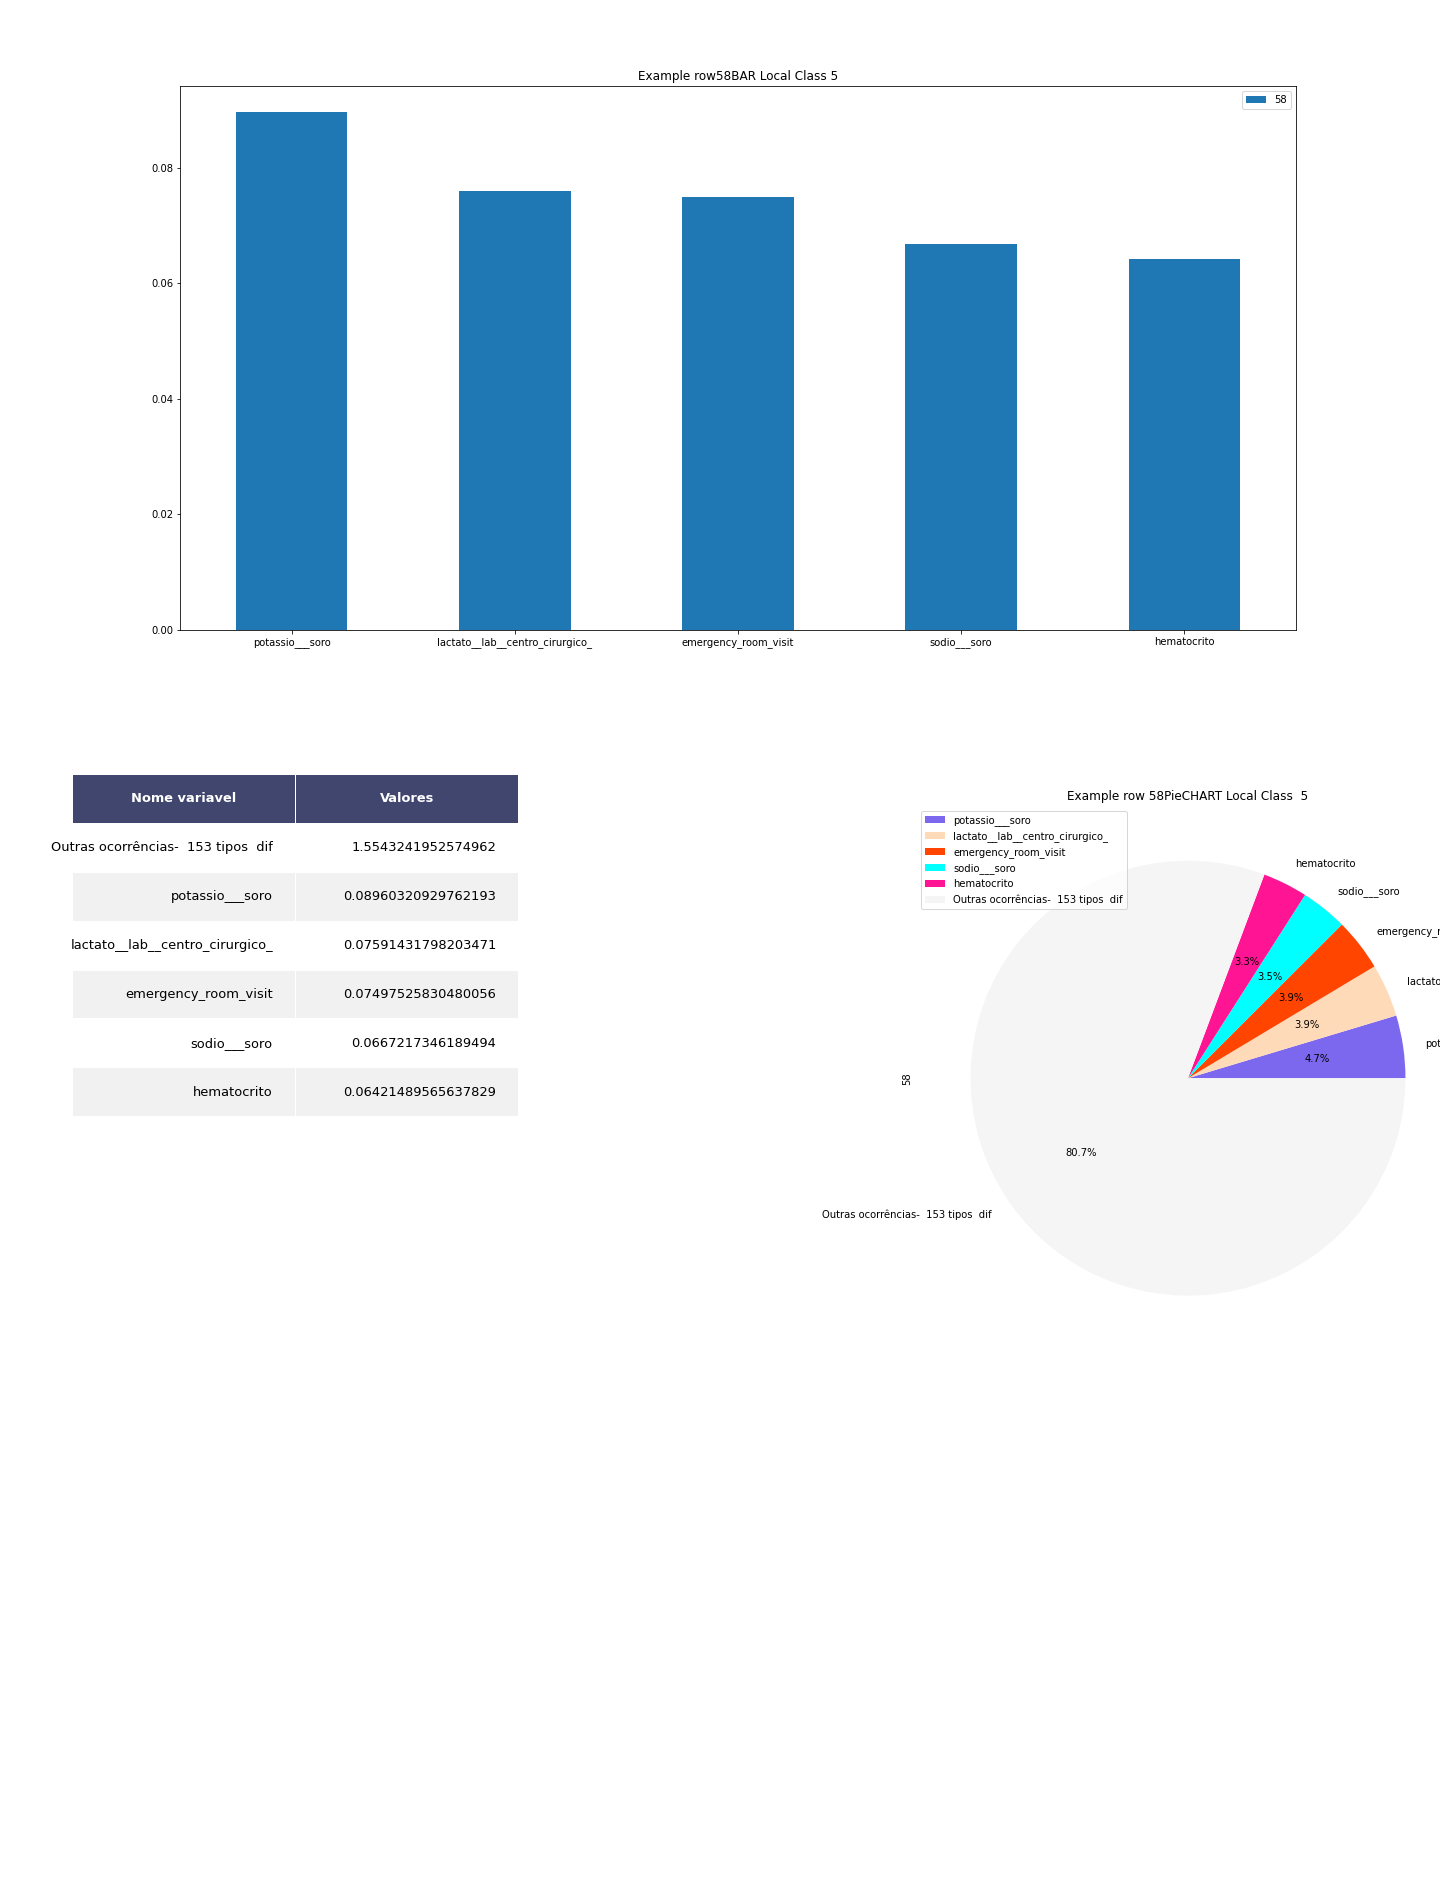 Example row58BAR Local Class 5
58
0.08
0.06
0.04
0.02
0.00
potassio___soro
lactato__lab__centro_cirurgico_
emergency_room_visit
sodio___soro
hematocrito
Nome variavel Valores
Outras ocorrências-  153 tipos  dif 1.5543241952574962
potassio___soro 0.08960320929762193
lactato__lab__centro_cirurgico_ 0.07591431798203471
emergency_room_visit 0.07497525830480056
sodio___soro 0.0667217346189494
hematocrito 0.06421489565637829
Example row 58PieCHART Local Class  5
potassio___soro
lactato__lab__centro_cirurgico_
emergency_room_visit
sodio___soro
hematocrito
Outras ocorrências-  153 tipos  dif
hematocrito
sodio___soro
emergency_r
lactato
pot
3.3%
3.5%
3.9%
3.9%
4.7%
58
80.7%
Outras ocorrências-  153 tipos  dif